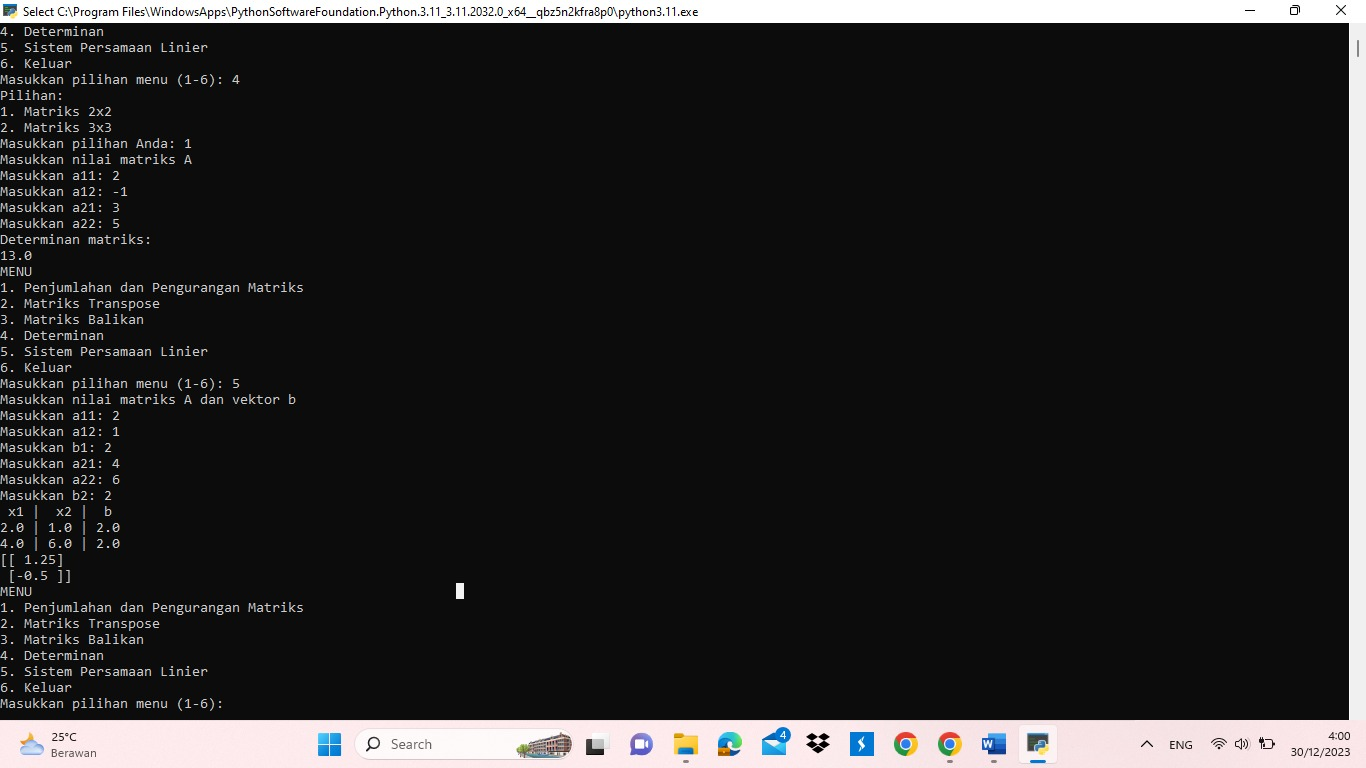 Select C:\Program Files\WindowsApps\PythonSoftwareFoundation.Python.3.11_3.11.2032.0_x64__qbz5n2kfra8p0\python3.11.exe
4. Determinan
5. Sistem Persamaan Linier
6. Keluar
Masukkan pilihan menu (1-6): 4
Pilihan:
1. Matriks 2x2
2. Matriks 3x3
Masukkan pilihan Anda: 1
Masukkan nilai matriks A
Masukkan a11: 2
Masukkan a12: -1
Masukkan a21: 3
Masukkan a22: 5
Determinan matriks:
13.0
MENU
1. Penjumlahan dan Pengurangan Matriks
2. Matriks Transpose
3. Matriks Balikan
4. Determinan
5. Sistem Persamaan Linier
6. Keluar
Masukkan pilihan menu (1-6): 5
Masukkan nilai matriks A dan vektor b
Masukkan a11: 2
Masukkan a12: 1
Masukkan b1: 2
Masukkan a21: 4
Masukkan a22: 6
Masukkan b2: 2
x1 | x2 | b
2.0 | 1.0 | 2.0
4.0 | 6.0 | 2.0
[[ 1.25]
[-0.5 ]]
MENU
1. Penjumlahan dan Pengurangan Matriks
2. Matriks Transpose
3. Matriks Balikan
4. Determinan
5. Sistem Persamaan Linier
6. Keluar
Masukkan pilihan menu (1-6):
25°C
Berawan
Search
4
ENG
4:00
30/12/2023